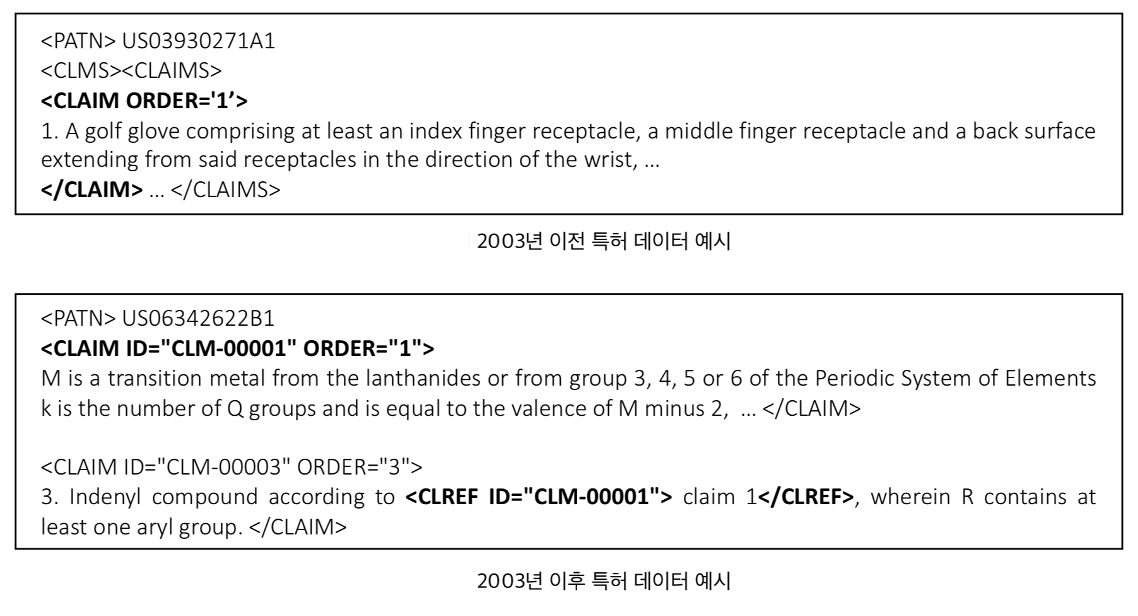 <PATN> US03930271A1
<CLMS><CLAIMS>
<CLAIM ORDER='1’>
1. A golf glove comprising at least an index finger receptacle, a middle finger receptacle and a back surface
extending from said receptacles in the direction of the wrist, ...
</CLAIM> ... </CLAIMS>
2003년 이전 특허 데이터 예시
<PATN> US06342622B1
<CLAIM ID="CLM-00001" ORDER="1">
M is a transition metal from the lanthanides or from group 3, 4, 5 or 6 of the Periodic System of Elements
k is the number of Q groups and is equal to the valence of M minus 2, ... </CLAIM>
<CLAIM ID="CLM-00003" ORDER="3">
3. Indenyl compound according to <CLREF ID="CLM-00001"> claim 1</CLREF>, wherein R contains at
least one aryl group. </CLAIM>
2003년 이후 특허 데이터 예시